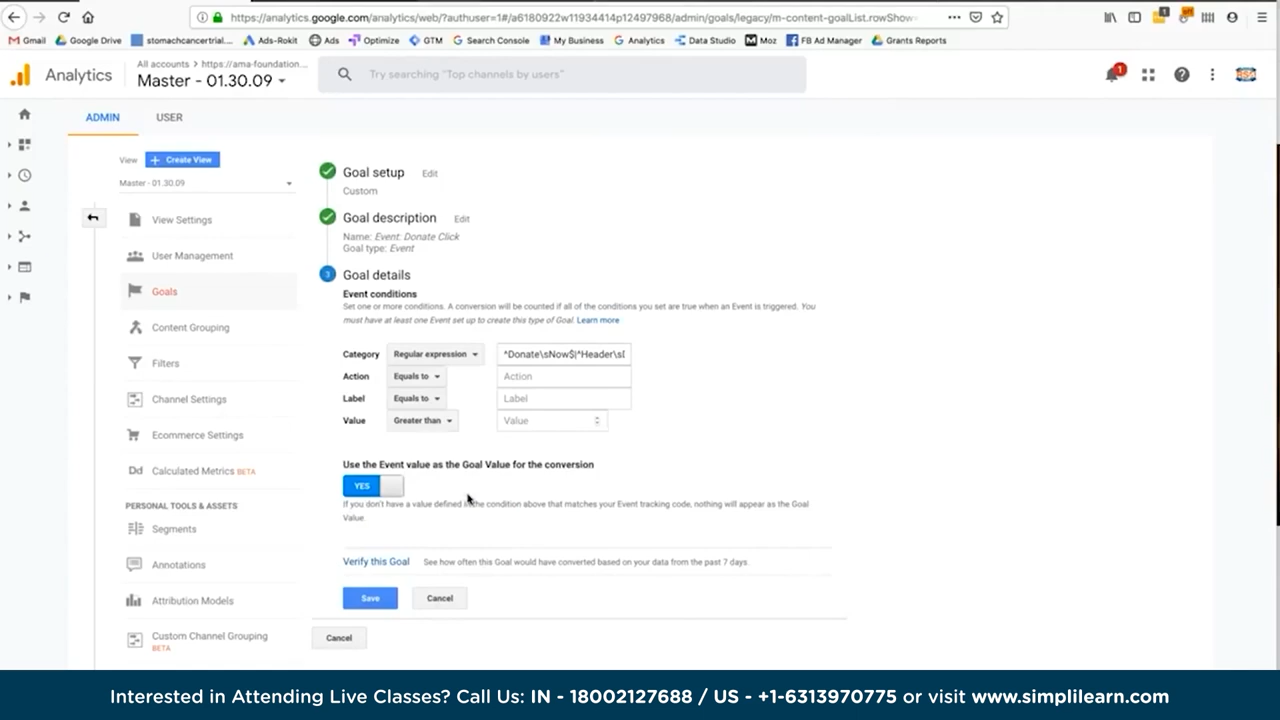 https://analytics.google.com/analytics/web/?authuser=1#/a6180922w11934414p12497968/admin/goals/legacy/m-content-goalList.rowShow
Gmail
Google Drive
stomachcancertrial...
Ads-Rokit
Ads
Optimize
GTM
Search Console
My Business
Analytics
Data Studio
Moz
FB Ad Manager
Grants Reports
Analytics
All accounts > https://ama-foundation...
Master - 01.30.09
Try searching "Top channels by users"
1
ADMIN
USER
View
+ Create View
Master - 01.30.09
View Settings
User Management
Goals
Content Grouping
Filters
Channel Settings
Ecommerce Settings
Dd Calculated Metrics BETA
PERSONAL TOOLS & ASSETS
Segments
Annotations
Attribution Models
Custom Channel Grouping
BETA
Goal setup Edit
Custom
Goal description Edit
Name: Event: Donate Click
Goal type: Event
3 Goal details
Event conditions
Set one or more conditions. A conversion will be counted if all of the conditions you set are true when an Event is triggered. You
must have at least one Event set up to create this type of Goal. Learn more
Category Regular expression ^Donate\sNow$|^Header\s
Action Equals to Action
Label Equals to Label
Value Greater than Value
Use the Event value as the Goal Value for the conversion
YES
If you don't have a value defined in the condition above that matches your Event tracking code, nothing will appear as the Goal
Value.
Verify this Goal See how often this Goal would have converted based on your data from the past 7 days.
Save Cancel
Cancel
Interested in Attending Live Classes? Call Us: IN - 18002127688 / US - +1-6313970775 or visit www.simplilearn.com